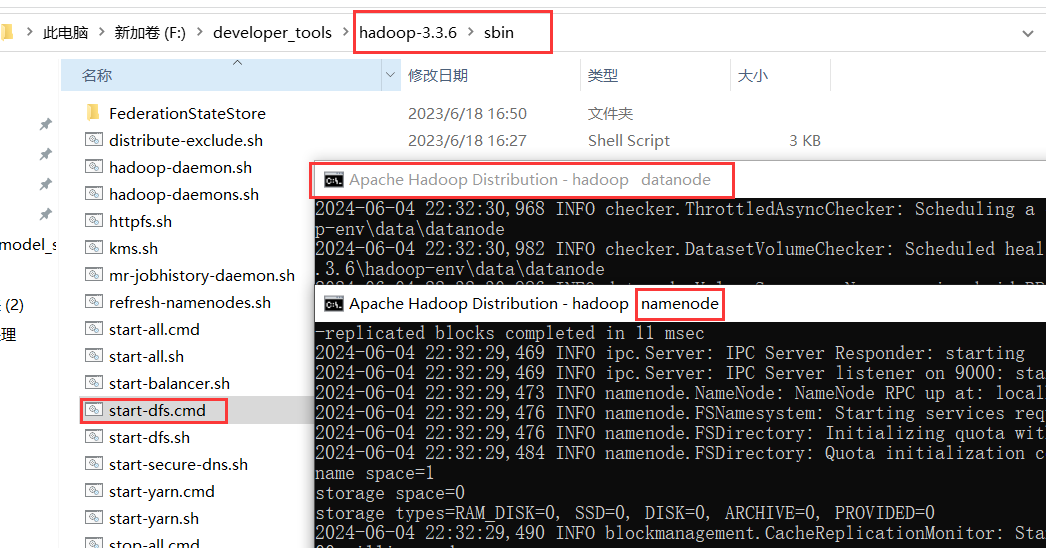 此电脑 > 新加卷 (F:) > developer_tools > hadoop-3.3.6 > sbin
名称 修改日期 类型 大小
FederationStateStore 2023/6/18 16:50 文件夹
distribute-exclude.sh 2023/6/18 16:27 Shell Script 3 KB
hadoop-daemon.sh
hadoop-daemons.sh
httpfs.sh
kms.sh
mr-jobhistory-daemon.sh
refresh-namenodes.sh
start-all.cmd
start-all.sh
start-balancer.sh
start-dfs.cmd
start-dfs.sh
start-secure-dns.sh
start-yarn.cmd
start-yarn.sh
stop-all.cmd
model_s
(2)
理
Apache Hadoop Distribution - hadoop datanode
2024-06-04 22:32:30,968 INFO checker.ThrottledAsyncChecker: Scheduling a
p-env\data\datanode
2024-06-04 22:32:30,982 INFO checker.DatasetVolumeChecker: Scheduled heal
.3.6\hadoop-env\data\datanode
Apache Hadoop Distribution - hadoop namenode
-replicated blocks completed in 11 msec
2024-06-04 22:32:29,469 INFO ipc.Server: IPC Server Responder: starting
2024-06-04 22:32:29,469 INFO ipc.Server: IPC Server listener on 9000: sta
2024-06-04 22:32:29,473 INFO namenode.NameNode: NameNode RPC up at: local
2024-06-04 22:32:29,476 INFO namenode.FSNamesystem: Starting services requ
2024-06-04 22:32:29,476 INFO namenode.FSDirectory: Initializing quota wit
2024-06-04 22:32:29,484 INFO namenode.FSDirectory: Quota initialization c
name space=1
storage space=0
storage types=RAM_DISK=0, SSD=0, DISK=0, ARCHIVE=0, PROVIDED=0
2024-06-04 22:32:29,490 INFO blockmanagement.CacheReplicationMonitor: Sta